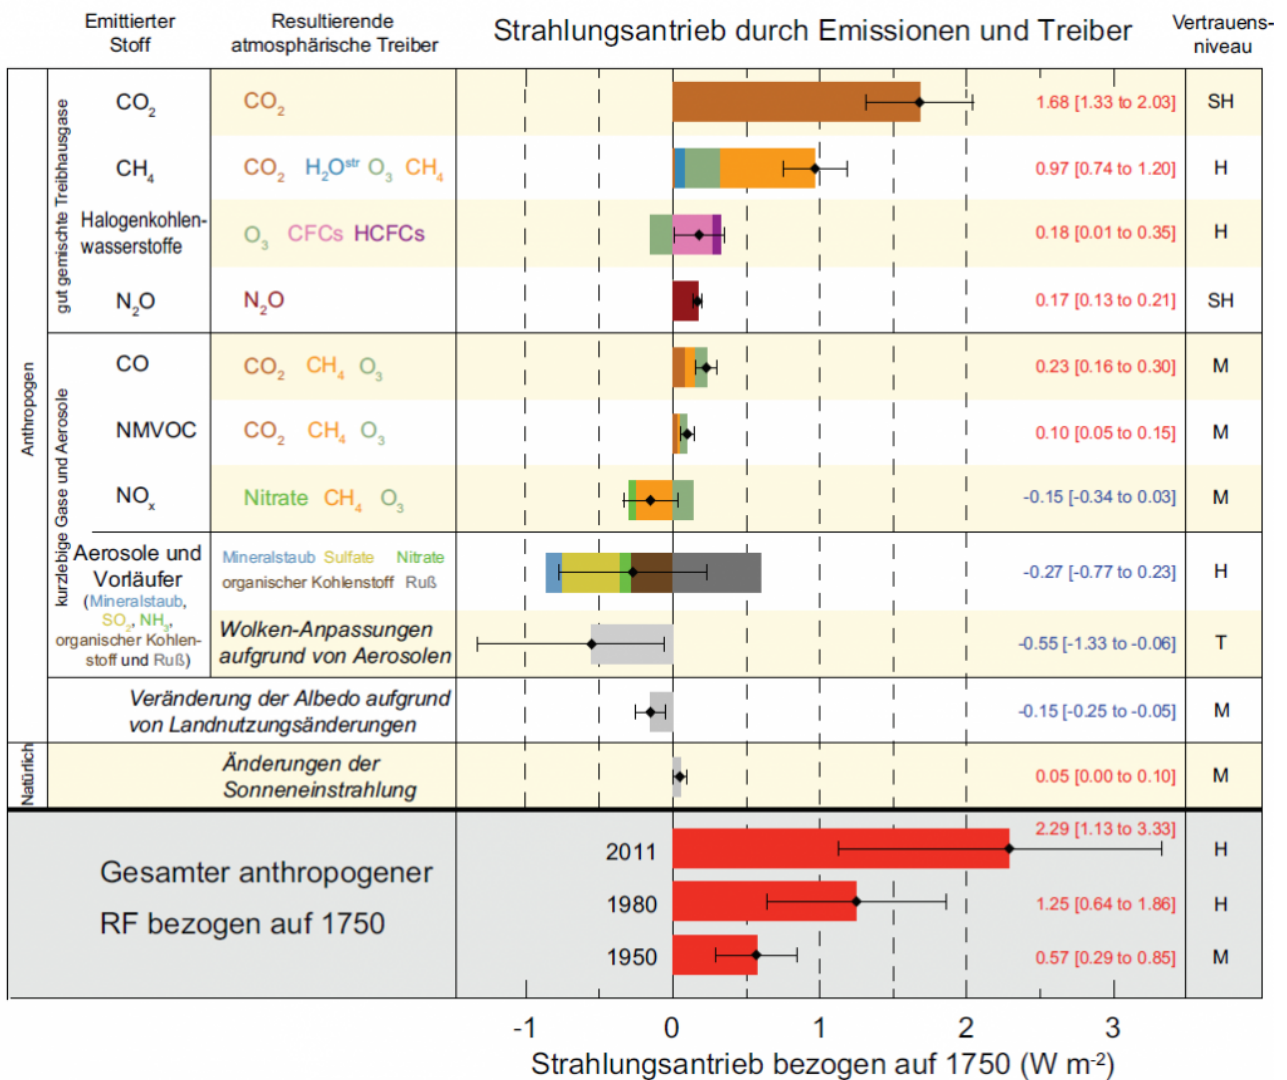 Emittierter
Stoff
Resultierende
atmosphärische Treiber
Strahlungsantrieb durch Emissionen und Treiber
Vertrauens-
niveau
Anthropogen
gut gemischte Treibhausgase
CO₂
CO₂
1.68 [1.33 to 2.03]
SH
CH₄
CO₂ H₂Oˢᵗʳ O₃ CH₄
0.97 [0.74 to 1.20]
H
Halogenkohlen-
wasserstoffe
O₃ CFCs HCFCs
0.18 [0.01 to 0.35]
H
N₂O
N₂O
0.17 [0.13 to 0.21]
SH
kurzlebige Gase und Aerosole
CO
CO₂ CH₄ O₃
0.23 [0.16 to 0.30]
M
NMVOC
CO₂ CH₄ O₃
0.10 [0.05 to 0.15]
M
NOₓ
Nitrate CH₄ O₃
-0.15 [-0.34 to 0.03]
M
Aerosole und
Vorläufer
(Mineralstaub,
SO₂, NH₃,
organischer Kohlen-
stoff und Ruß)
Mineralstaub Sulfate Nitrate
organischer Kohlenstoff Ruß
-0.27 [-0.77 to 0.23]
H
Wolken-Anpassungen
aufgrund von Aerosolen
-0.55 [-1.33 to -0.06]
T
Veränderung der Albedo aufgrund
von Landnutzungsänderungen
-0.15 [-0.25 to -0.05]
M
Natürlich
Änderungen der
Sonneneinstrahlung
0.05 [0.00 to 0.10]
M
Gesamter anthropogener
RF bezogen auf 1750
2011
2.29 [1.13 to 3.33]
H
1980
1.25 [0.64 to 1.86]
H
1950
0.57 [0.29 to 0.85]
M
-1 0 1 2 3
Strahlungsantrieb bezogen auf 1750 (W m⁻²)